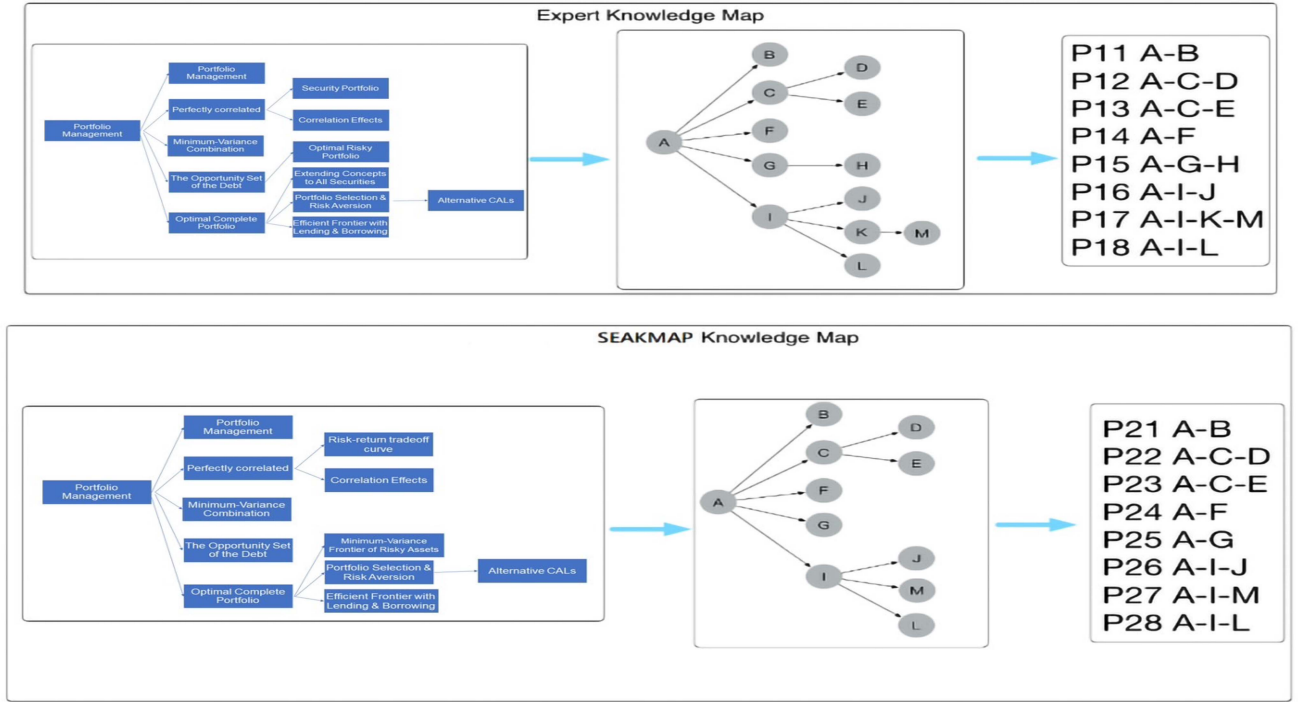 Expert Knowledge Map
Portfolio
Management
Portfolio
Management
Perfectly correlated
Minimum-Variance
Combination
The Opportunity Set
of the Debt
Optimal Complete
Portfolio
Security Portfolio
Correlation Effects
Optimal Risky
Portfolio
Extending Concepts
to All Securities
Portfolio Selection &
Risk Aversion
Efficient Frontier with
Lending & Borrowing
Alternative CALs
A
B
C
D
E
F
G
H
I
J
K
M
L
P11 A-B
P12 A-C-D
P13 A-C-E
P14 A-F
P15 A-G-H
P16 A-I-J
P17 A-I-K-M
P18 A-I-L
SEAKMAP Knowledge Map
Portfolio
Management
Portfolio
Management
Perfectly correlated
Minimum-Variance
Combination
The Opportunity Set
of the Debt
Optimal Complete
Portfolio
Risk-return tradeoff
curve
Correlation Effects
Minimum-Variance
Frontier of Risky Assets
Portfolio Selection &
Risk Aversion
Efficient Frontier with
Lending & Borrowing
Alternative CALs
A
B
C
D
E
F
G
I
J
M
L
P21 A-B
P22 A-C-D
P23 A-C-E
P24 A-F
P25 A-G
P26 A-I-J
P27 A-I-M
P28 A-I-L